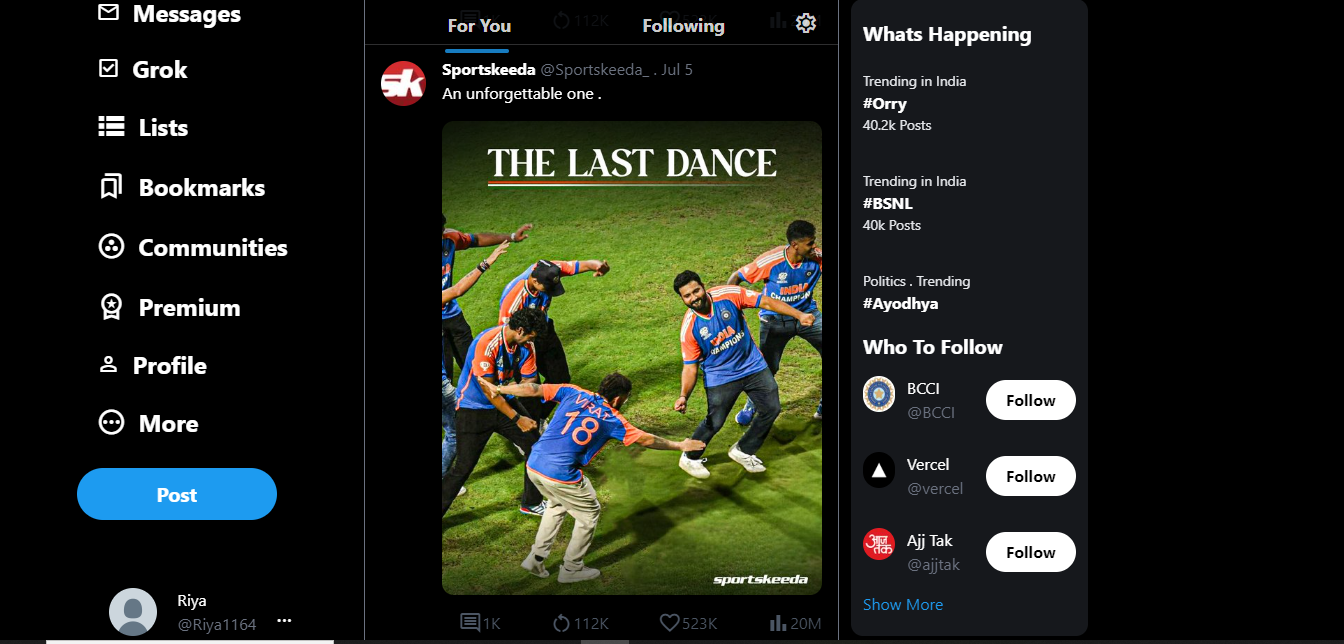 Messages
Grok
Lists
Bookmarks
Communities
Premium
Profile
More
Post
Riya
@Riya1164
...
112K
For You
Following
sk
Sportskeeda @Sportskeeda_ . Jul 5
An unforgettable one .
THE LAST DANCE
INDIA
CHAMPIONS
INDIA
CHAMPIONS
VIRAT
18
sportskeeda
1K
112K
523K
20M
Whats Happening
Trending in India
#Orry
40.2k Posts
Trending in India
#BSNL
40k Posts
Politics . Trending
#Ayodhya
Who To Follow
BCCI
@BCCI
Follow
Vercel
@vercel
Follow
आज
तक
Ajj Tak
@ajjtak
Follow
Show More